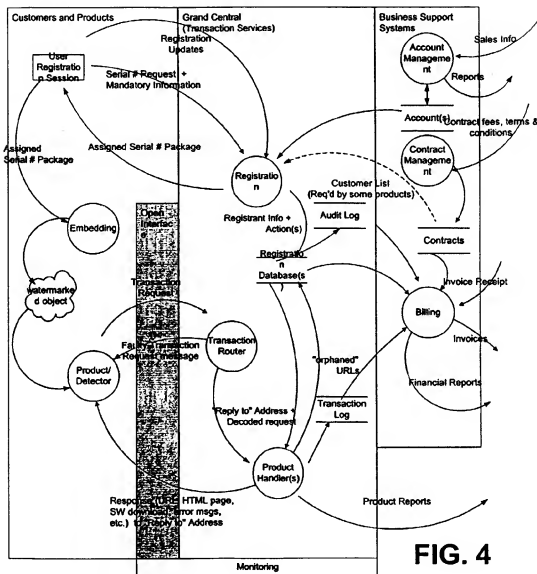 Customers and Products
Grand Central
(Transaction Services)
Business Support
Systems
Registration
Updates
User
Registratio
n Session
Serial # Request +
Mandatory Information
Account
Manageme
nt
Sales Info
Reports
Account(s)
Contract fees, terms &
conditions
Assigned
Serial # Package
Assigned Serial # Package
Registratio
n
Contract
Managem
ent
Customer List
(Req'd by some products)
Registrant Info +
Action(s)
Audit Log
Contracts
Open
Interfac
e
Embedding
Registratio
n
Database(s
)
watermarke
d object
Transaction
Request
Invoice Receipt
Billing
Invoices
Faulty Transaction
Request message
Transaction
Router
"orphaned"
URLs
Financial Reports
Product/
Detector
Transaction
Log
"Reply to" Address +
Decoded request
Product
Handler(s)
Response (URL, HTML page,
SW download, error msgs,
etc.) to "Reply to" Address
Product Reports
Monitoring
FIG. 4